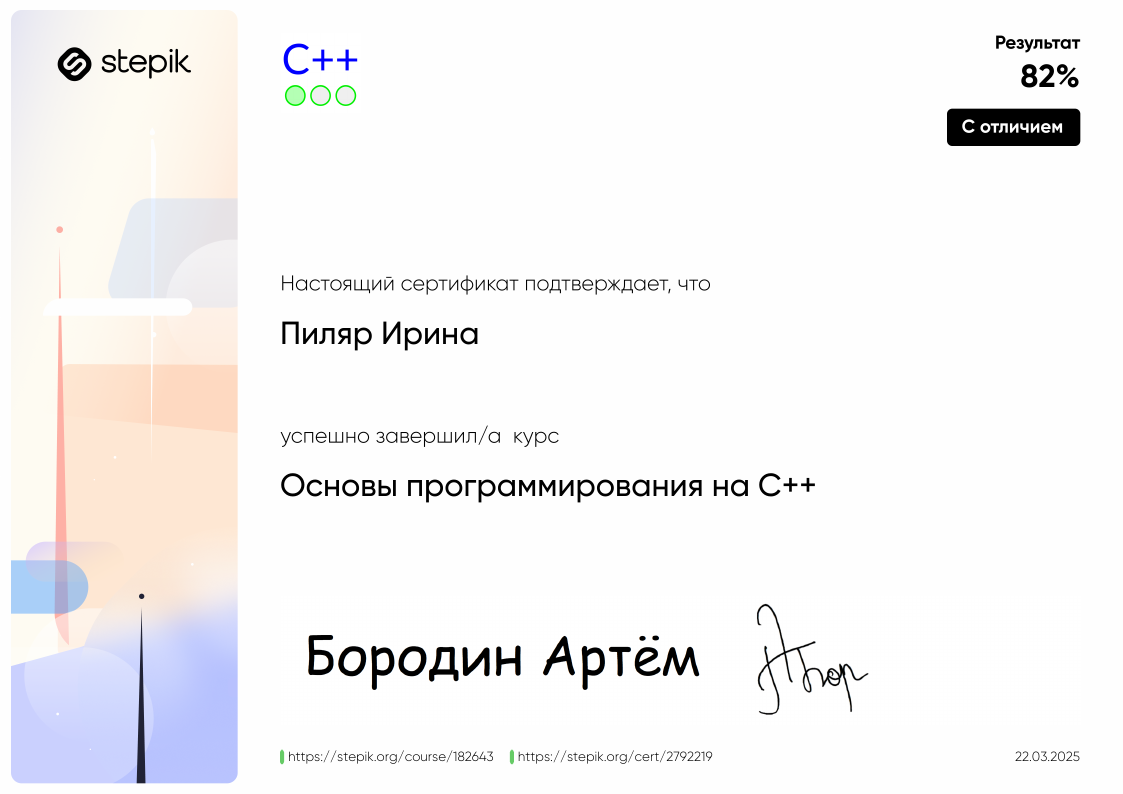 stepik
C++
Результат
82%
С отличием
Настоящий сертификат подтверждает, что
Пиляр Ирина
успешно завершил/а курс
Основы программирования на C++
Бородин Артём
https://stepik.org/course/182643
https://stepik.org/cert/2792219
22.03.2025